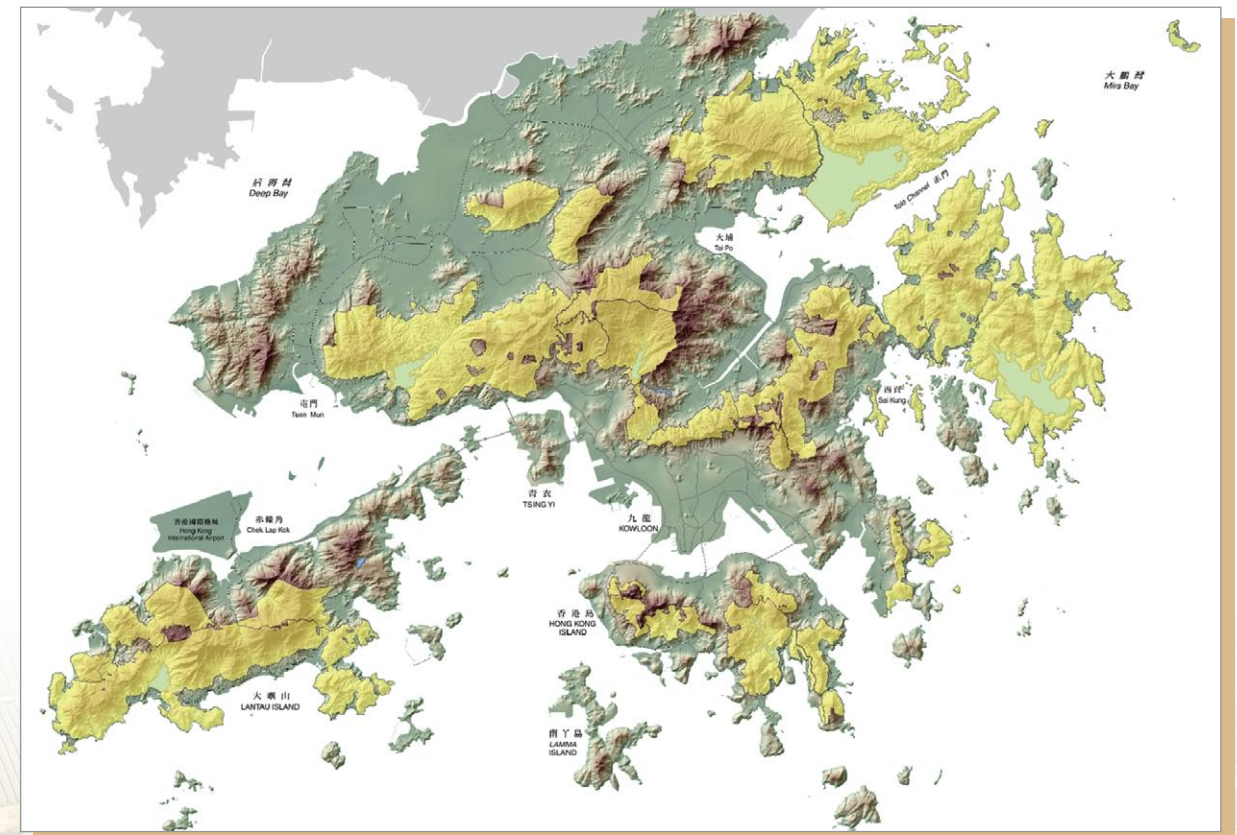 大鵬灣
Mirs Bay
后海灣
Deep Bay
Tolo Channel 赤門
大埔
Tai Po
西貢
Sai Kung
屯門
Tuen Mun
青衣
TSING YI
香港國際機場
Hong Kong
International Airport
赤鱲角
Chek Lap Kok
九龍
KOWLOON
香港島
HONG KONG
ISLAND
大嶼山
LANTAU ISLAND
南丫島
LAMMA
ISLAND